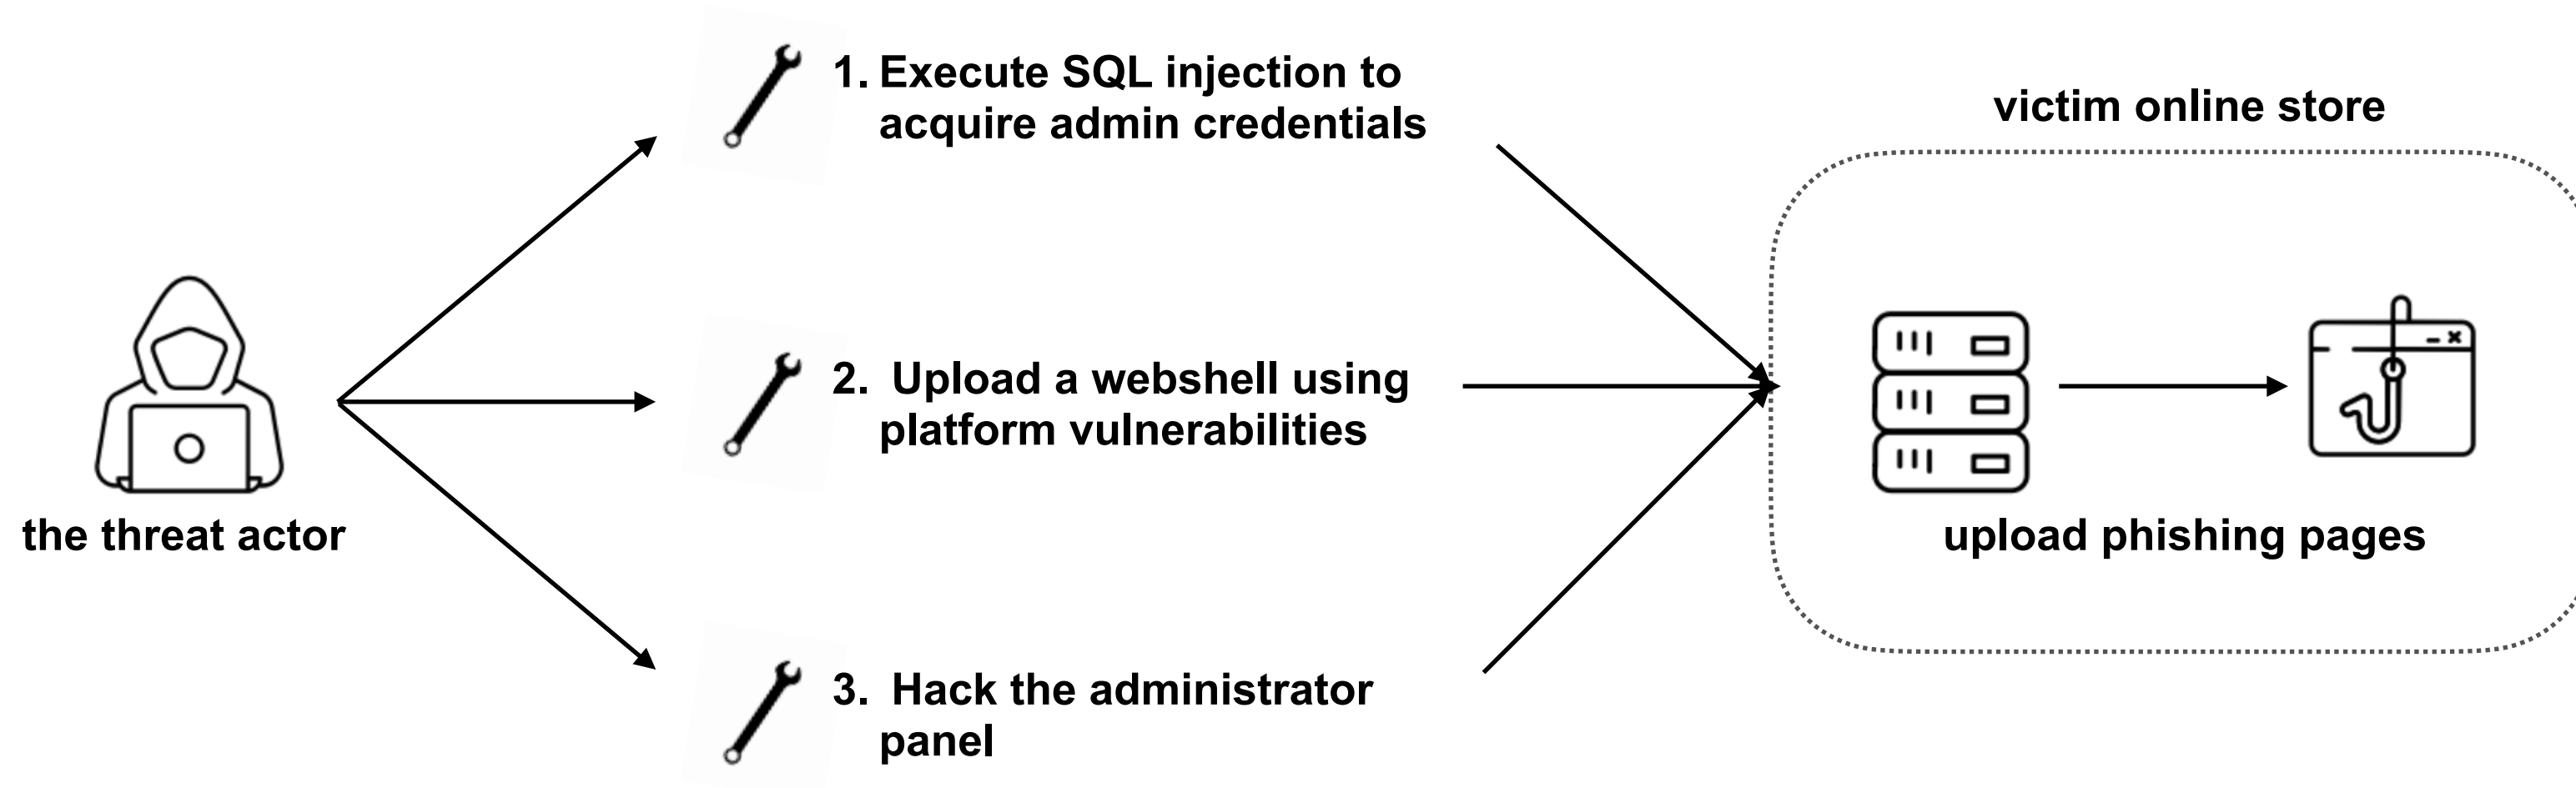 1. Execute SQL injection to
acquire admin credentials
victim online store
2. Upload a webshell using
platform vulnerabilities
the threat actor
upload phishing pages
3. Hack the administrator
panel